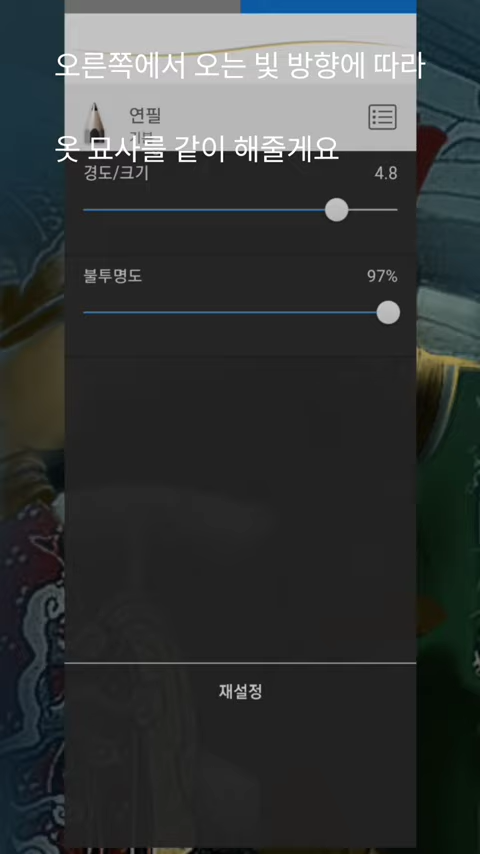 오른쪽에서 오는 빛 방향에 따라
연필
기본
옷 묘사를 같이 해줄게요
경도/크기 4.8
불투명도 97%
재설정